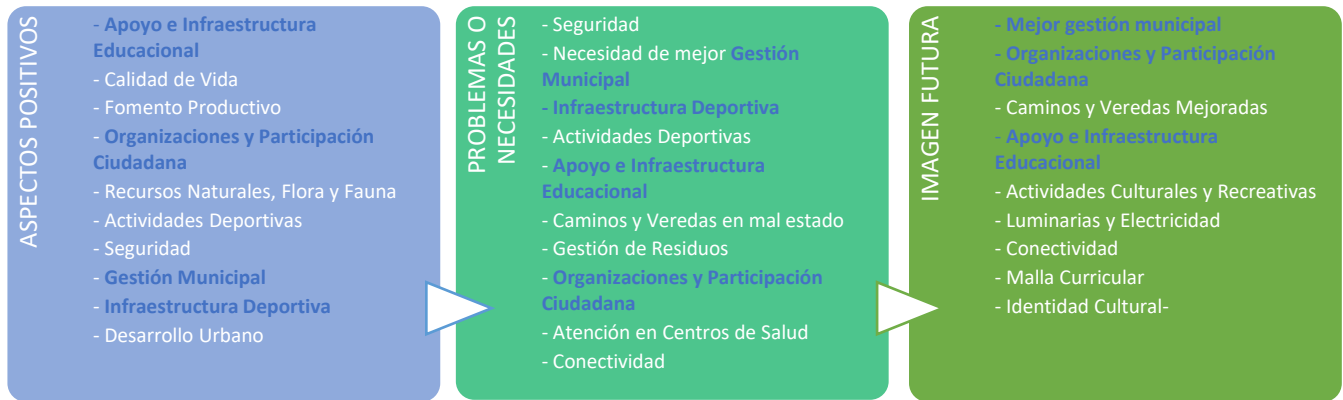 ASPECTOS POSITIVOS
- Apoyo e Infraestructura
Educacional
- Calidad de Vida
- Fomento Productivo
- Organizaciones y Participación
Ciudadana
- Recursos Naturales, Flora y Fauna
- Actividades Deportivas
- Seguridad
- Gestión Municipal
- Infraestructura Deportiva
- Desarrollo Urbano
PROBLEMAS O
NECESIDADES
- Seguridad
- Necesidad de mejor Gestión
Municipal
- Infraestructura Deportiva
- Actividades Deportivas
- Apoyo e Infraestructura
Educacional
- Caminos y Veredas en mal estado
- Gestión de Residuos
- Organizaciones y Participación
Ciudadana
- Atención en Centros de Salud
- Conectividad
IMAGEN FUTURA
- Mejor gestión municipal
- Organizaciones y Participación
Ciudadana
- Caminos y Veredas Mejoradas
- Apoyo e Infraestructura
Educacional
- Actividades Culturales y Recreativas
- Luminarias y Electricidad
- Conectividad
- Malla Curricular
- Identidad Cultural-